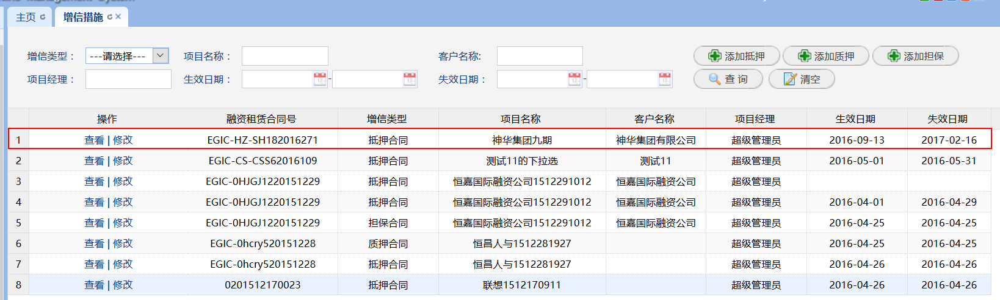 主页 增信措施
增信类型： ---请选择--- 项目名称： 客户名称: 添加抵押 添加质押 添加担保
项目经理： 生效日期： - 失效日期： - 查 询 清空
操作 融资租赁合同号 增信类型 项目名称 客户名称 项目经理 生效日期 失效日期
1 查看 | 修改 EGIC-HZ-SH182016271 抵押合同 神华集团九期 神华集团有限公司 超级管理员 2016-09-13 2017-02-16
2 查看 | 修改 EGIC-CS-CSS62016109 抵押合同 测试11的下拉选 测试11 超级管理员 2016-05-01 2016-05-31
3 查看 | 修改 EGIC-0HJGJ1220151229 抵押合同 恒嘉国际融资公司1512291012 恒嘉国际融资公司 超级管理员
4 查看 | 修改 EGIC-0HJGJ1220151229 抵押合同 恒嘉国际融资公司1512291012 恒嘉国际融资公司 超级管理员 2016-04-01 2016-04-29
5 查看 | 修改 EGIC-0HJGJ1220151229 担保合同 恒嘉国际融资公司1512291012 恒嘉国际融资公司 超级管理员 2016-04-25 2016-04-25
6 查看 | 修改 EGIC-0hcry520151228 质押合同 恒昌人与1512281927 超级管理员 2016-04-25 2016-04-25
7 查看 | 修改 EGIC-0hcry520151228 抵押合同 恒昌人与1512281927 超级管理员 2016-04-26 2016-04-26
8 查看 | 修改 0201512170023 抵押合同 联想1512170911 超级管理员 2016-04-26 2016-04-26